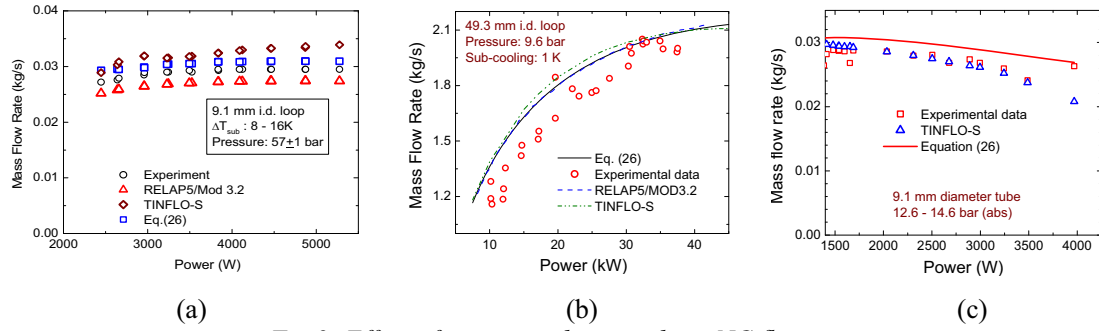 0.04
0.03
0.02
0.01
0.00
Mass Flow Rate (kg/s)
9.1 mm i.d. loop
ΔTsub : 8 - 16K
Pressure: 57±1 bar
Experiment
RELAP5/Mod 3.2
TINFLO-S
Eq.(26)
2000 3000 4000 5000
Power (W)
(a)
2.1
1.8
1.5
1.2
Mass Flow Rate (kg/s)
49.3 mm i.d. loop
Pressure: 9.6 bar
Sub-cooling: 1 K
Eq. (26)
Experimental data
RELAP5/MOD3.2
TINFLO-S
10 20 30 40
Power (kW)
(b)
0.03
0.02
0.01
0.00
Mass flow rate (kg/s)
Experimental data
TINFLO-S
Equation (26)
9.1 mm diameter tube
12.6 - 14.6 bar (abs)
1500 2000 2500 3000 3500 4000
Power (W)
(c)